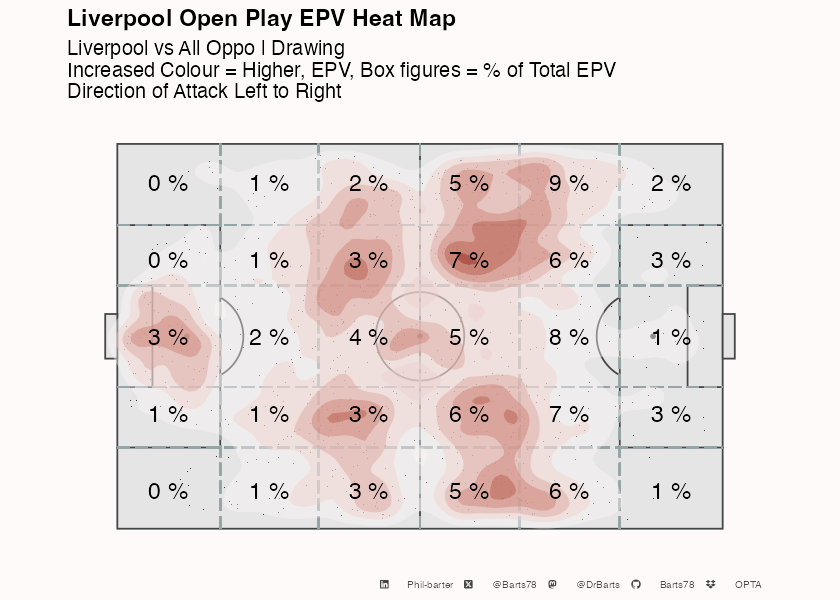 Liverpool Open Play EPV Heat Map
Liverpool vs All Oppo | Drawing
Increased Colour = Higher, EPV, Box figures = % of Total EPV
Direction of Attack Left to Right
0 % 1 % 2 % 5 % 9 % 2 %
0 % 1 % 3 % 7 % 6 % 3 %
3 % 2 % 4 % 5 % 8 % 1 %
1 % 1 % 3 % 6 % 7 % 3 %
0 % 1 % 3 % 5 % 6 % 1 %
Phil-barter @Barts78 @DrBarts Barts78 OPTA